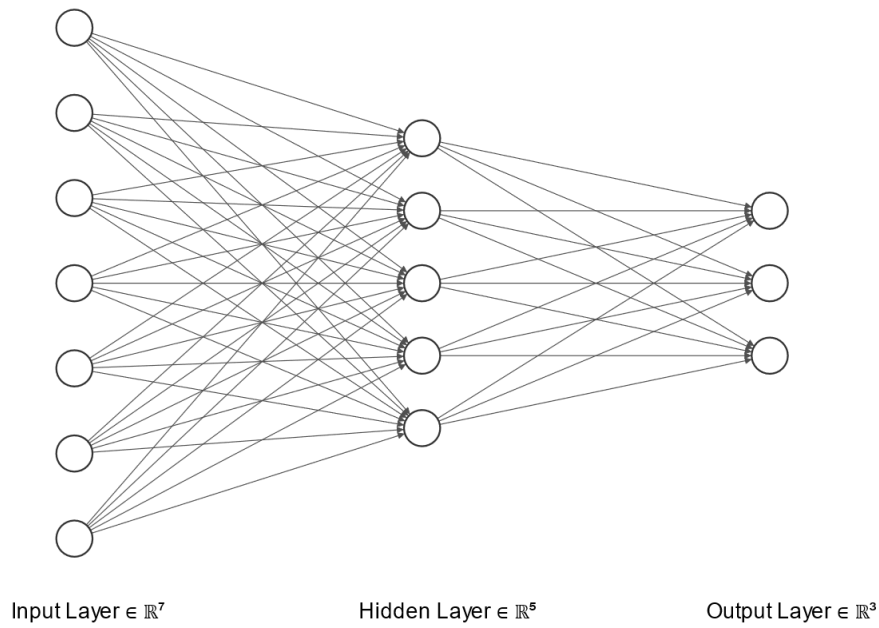 Input Layer ∈ ℝ⁷ Hidden Layer ∈ ℝ⁵ Output Layer ∈ ℝ³